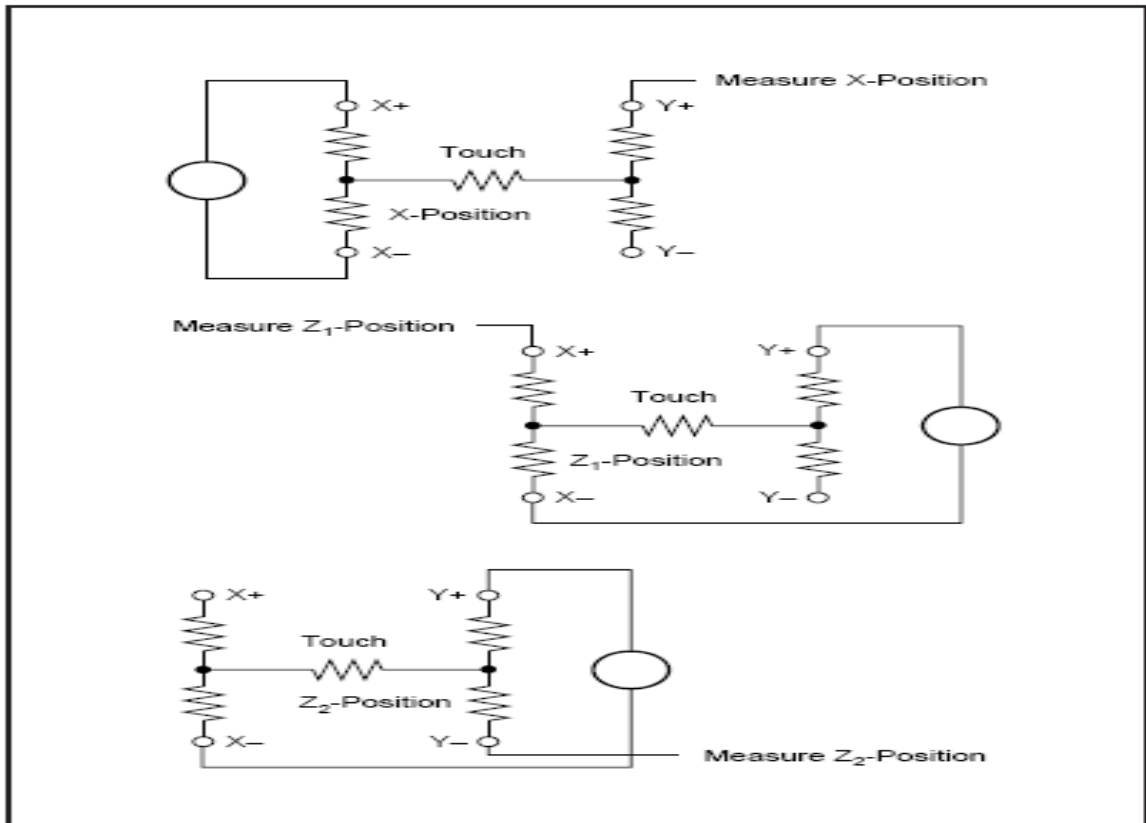 Measure X-Position
X+ Y+
Touch
X-Position
X– Y–
Measure Z₁-Position
X+ Y+
Touch
Z₁-Position
X– Y–
X+ Y+
Touch
Z₂-Position
X– Y–
Measure Z₂-Position